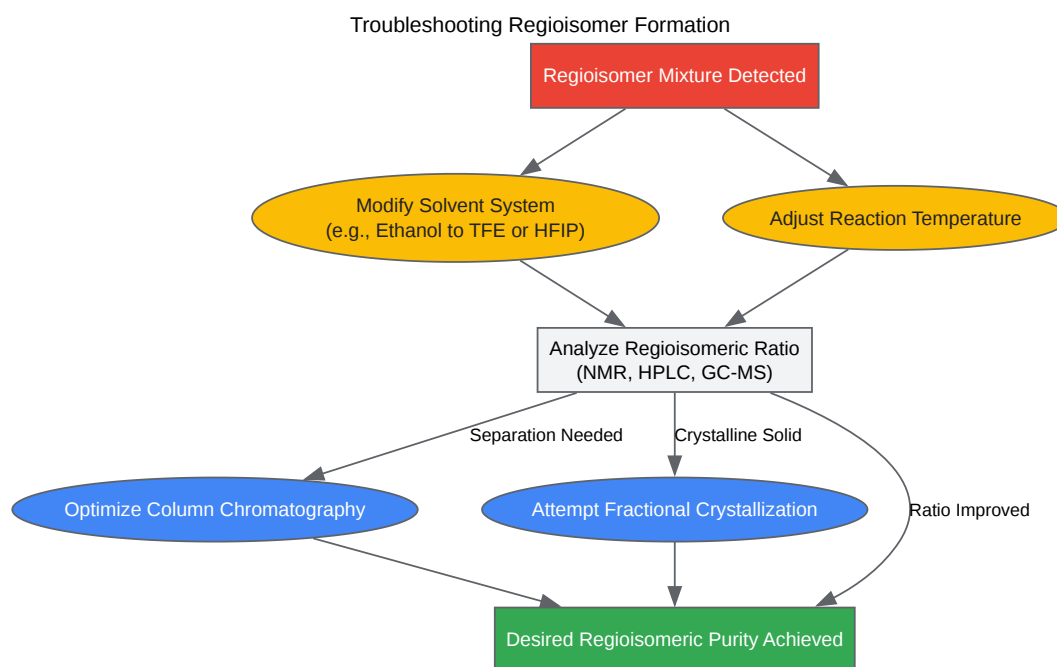 Troubleshooting Regioisomer Formation
Regioisomer Mixture Detected
Modify Solvent System
(e.g., Ethanol to TFE or HFIP)
Adjust Reaction Temperature
Analyze Regioisomeric Ratio
(NMR, HPLC, GC-MS)
Separation Needed
Crystalline Solid
Ratio Improved
Optimize Column Chromatography
Attempt Fractional Crystallization
Desired Regioisomeric Purity Achieved